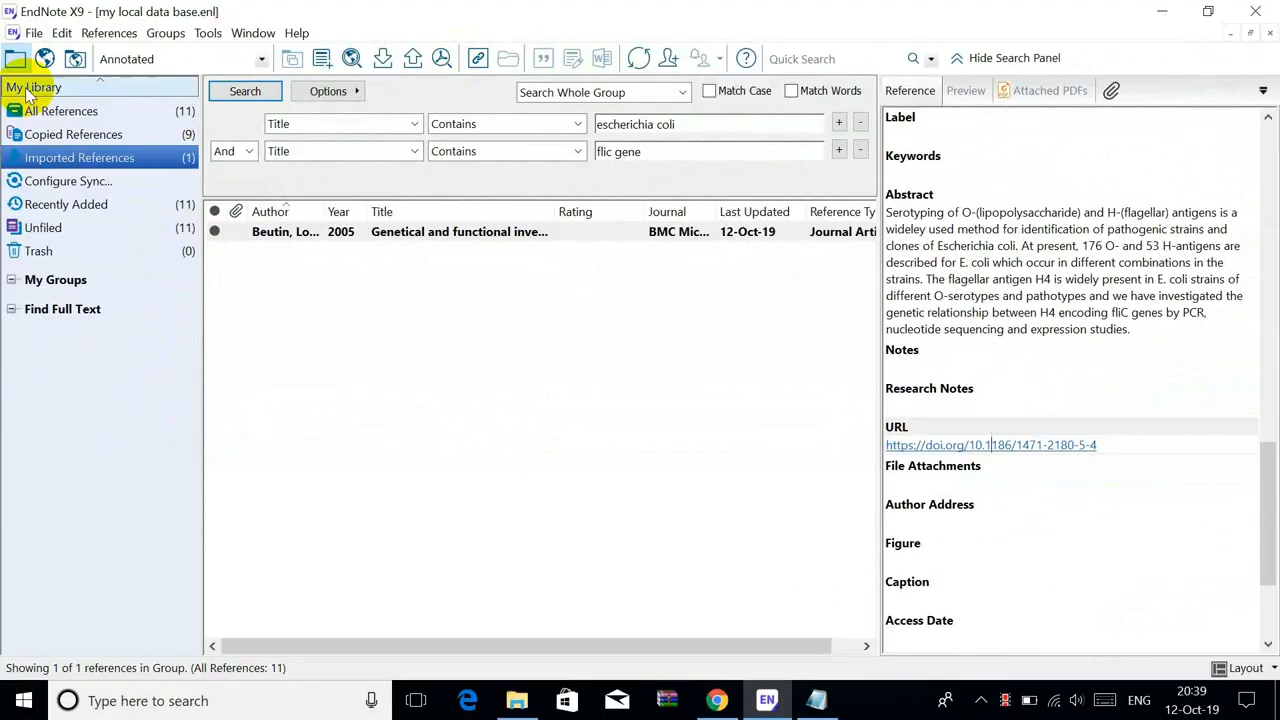 EN EndNote X9 - [my local data base.enl]
EN File Edit References Groups Tools Window Help
Annotated Quick Search Hide Search Panel
My Library
All References (11)
Copied References (9)
Imported References (1)
Configure Sync...
Recently Added (11)
Unfiled (11)
Trash (0)
My Groups
Find Full Text
Search Options Search Whole Group Match Case Match Words
Title Contains escherichia coli + -
And Title Contains flic gene + -
Author Year Title Rating Journal Last Updated Reference Ty
Beutin, Lo... 2005 Genetical and functional inve... BMC Mic... 12-Oct-19 Journal Arti
Reference Preview Attached PDFs
Label
Keywords
Abstract
Serotyping of O-(lipopolysaccharide) and H-(flagellar) antigens is a
wideley used method for identification of pathogenic strains and
clones of Escherichia coli. At present, 176 O- and 53 H-antigens are
described for E. coli which occur in different combinations in the
strains. The flagellar antigen H4 is widely present in E. coli strains of
different O-serotypes and pathotypes and we have investigated the
genetic relationship between H4 encoding fliC genes by PCR,
nucleotide sequencing and expression studies.
Notes
Research Notes
URL
https://doi.org/10.1186/1471-2180-5-4
File Attachments
Author Address
Figure
Caption
Access Date
Showing 1 of 1 references in Group. (All References: 11) Layout
Type here to search EN ENG 20:39
12-Oct-19